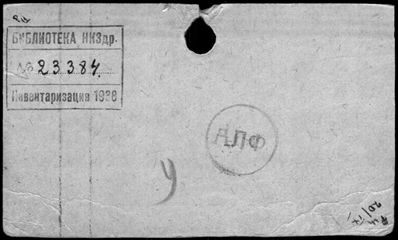 БИБЛИОТЕКА НКЗдр.
№ 23384.
Инвентаризация 1938
АЛФ
У